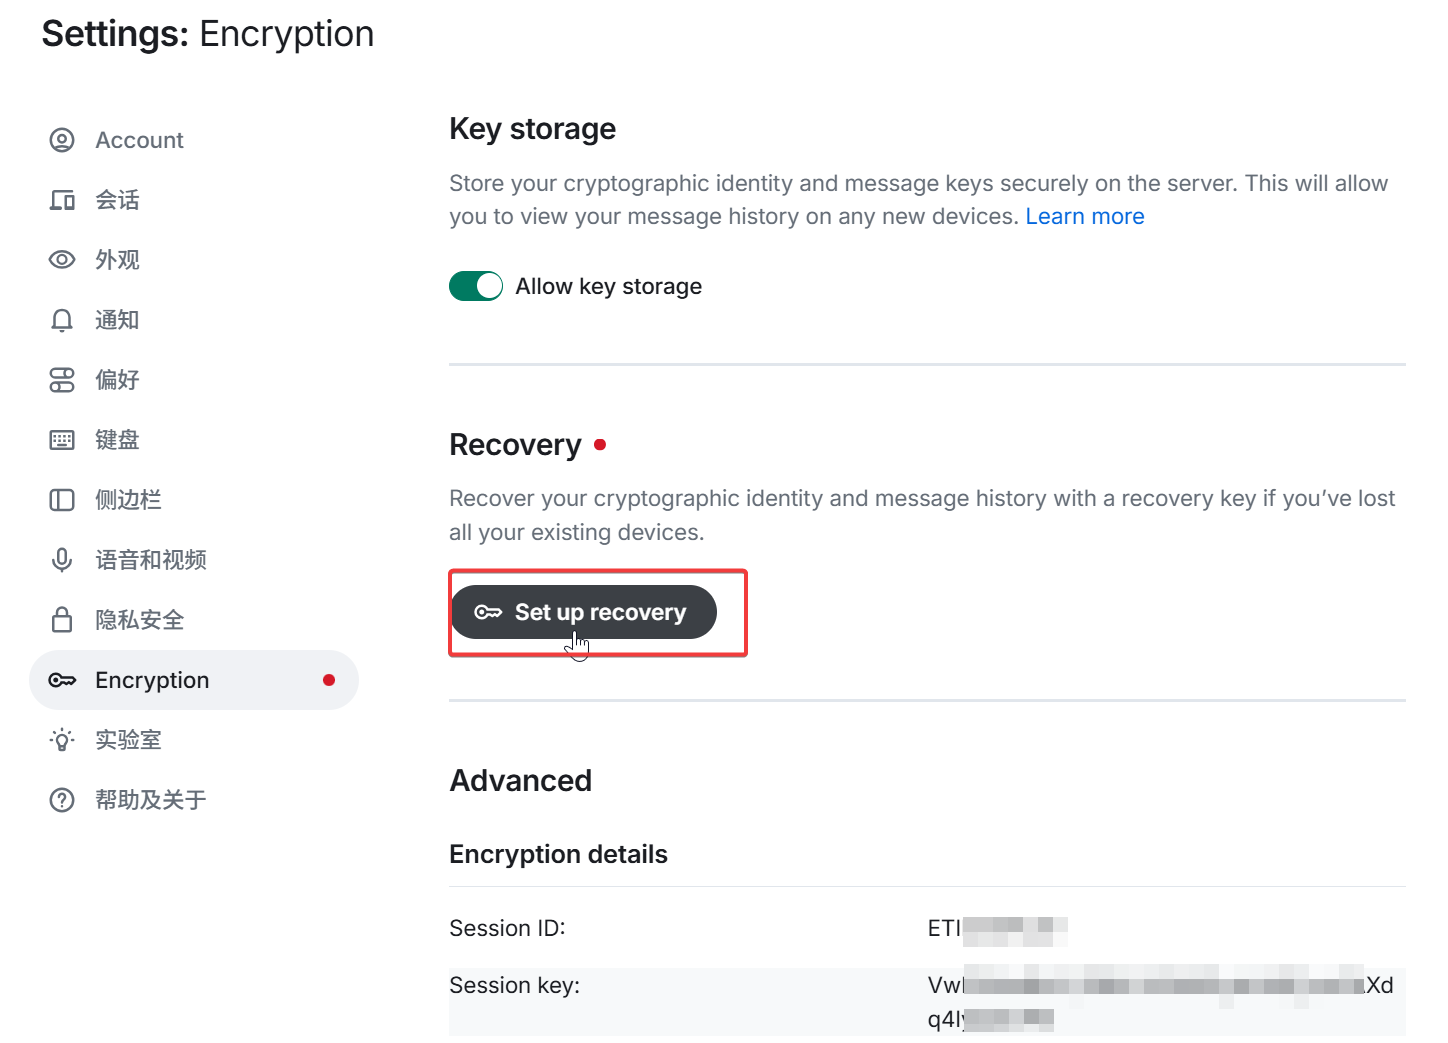 Settings: Encryption
Account
会话
外观
通知
偏好
键盘
侧边栏
语音和视频
隐私安全
Encryption
实验室
帮助及关于
Key storage
Store your cryptographic identity and message keys securely on the server. This will allow
you to view your message history on any new devices. Learn more
Allow key storage
Recovery
Recover your cryptographic identity and message history with a recovery key if you’ve lost
all your existing devices.
Set up recovery
Advanced
Encryption details
Session ID:
ETI
Session key:
Xd